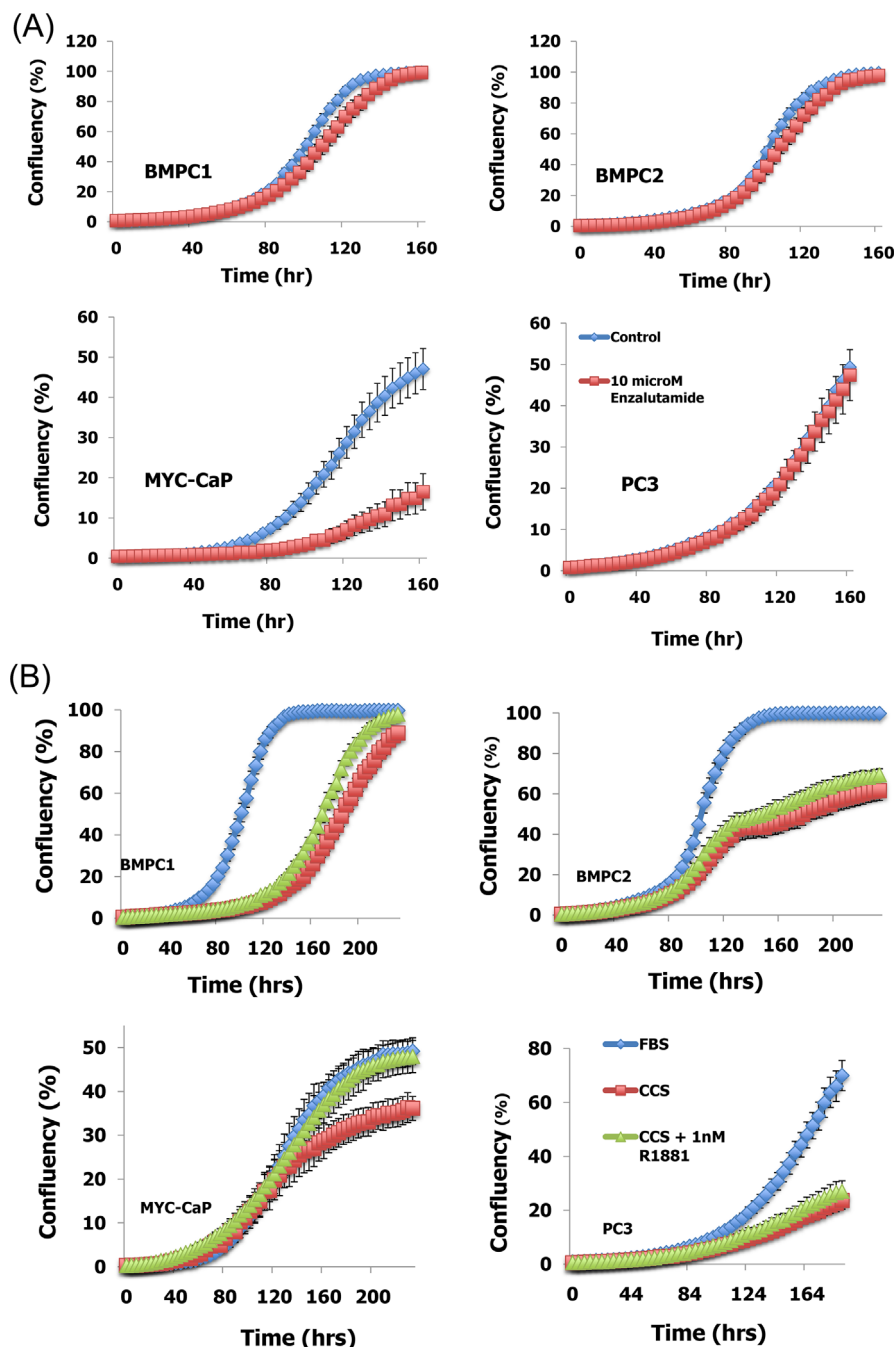 (A)
Confluency (%)
120
100
80
60
40
20
0
BMPC1
0 40 80 120 160
Time (hr)
Confluency (%)
120
100
80
60
40
20
0
BMPC2
0 40 80 120 160
Time (hr)
Confluency (%)
60
50
40
30
20
10
0
MYC-CaP
0 40 80 120 160
Time (hr)
Confluency (%)
60
50
40
30
20
10
0
Control
10 microM
Enzalutamide
PC3
0 40 80 120 160
Time (hr)
(B)
Confluency (%)
100
80
60
40
20
0
BMPC1
0 40 80 120 160 200
Time (hrs)
Confluency (%)
100
80
60
40
20
0
BMPC2
0 40 80 120 160 200
Time (hrs)
Confluency (%)
50
40
30
20
10
0
MYC-CaP
0 40 80 120 160 200
Time (hrs)
Confluency (%)
80
60
40
20
0
FBS
CCS
CCS + 1nM
R1881
PC3
0 44 84 124 164
Time (hrs)